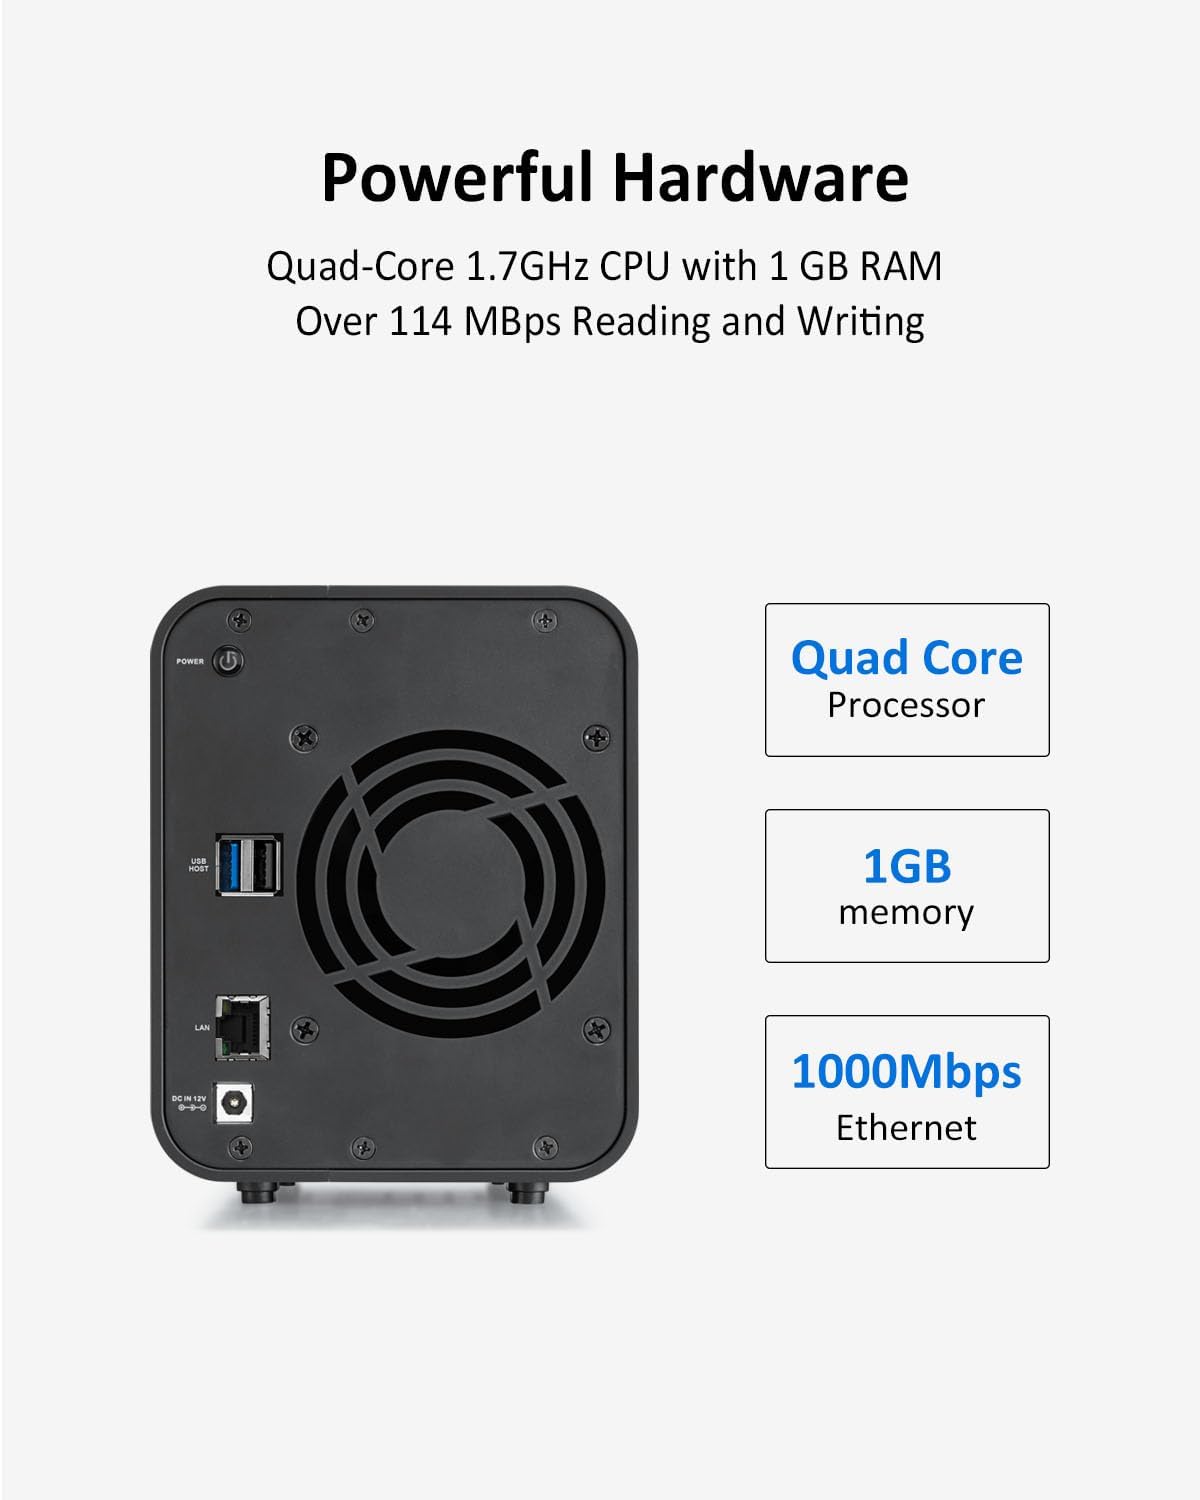 Powerful Hardware
Quad-Core 1.7GHz CPU with 1 GB RAM
Over 114 MBps Reading and Writing
POWER
USB
HOST
LAN
DC IN 12V
Quad Core
Processor
1GB
memory
1000Mbps
Ethernet